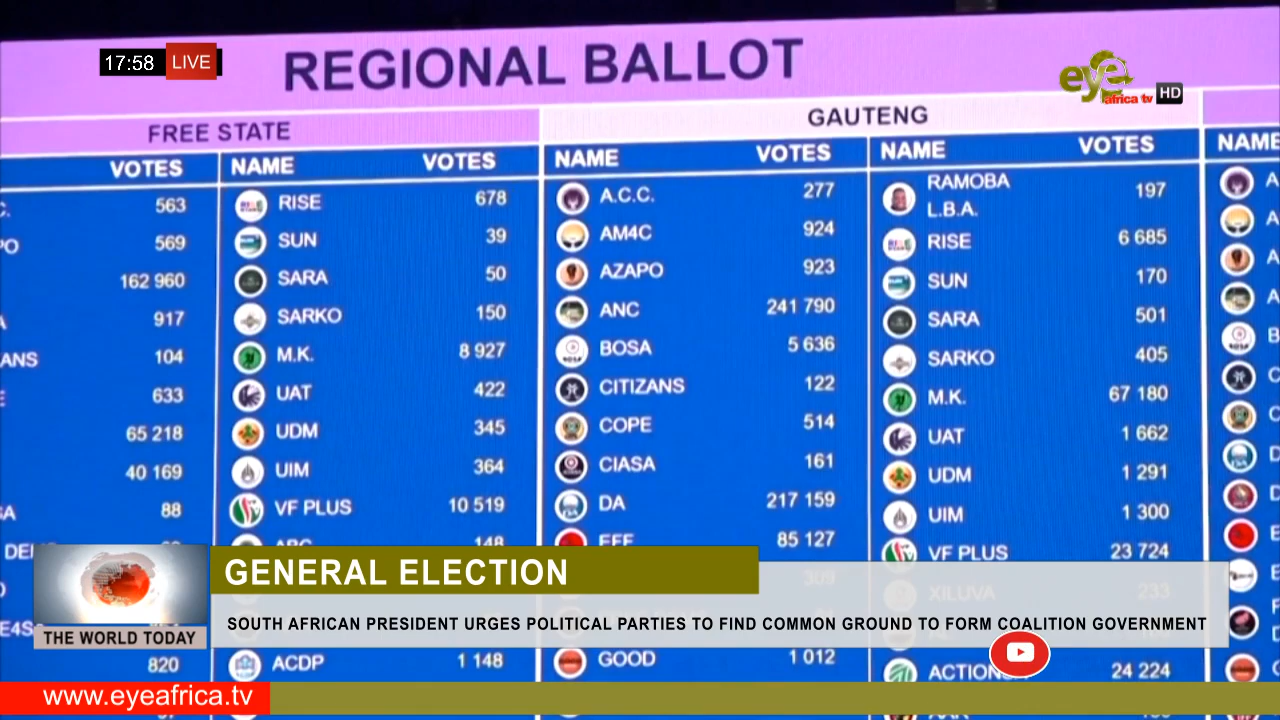 REGIONAL BALLOT
17:58 LIVE
eye africa tv HD
FREE STATE
GAUTENG
VOTES NAME VOTES NAME VOTES NAME VOTES NAME
563 RISE 678 A.C.C. 277 RAMOBA L.B.A. 197
569 SUN 39 AM4C 924 RISE 6 685
162 960 SARA 50 AZAPO 923 SUN 170
917 SARKO 150 ANC 241 790 SARA 501
104 M.K. 8 927 BOSA 5 636 SARKO 405
633 UAT 422 CITIZANS 122 M.K. 67 180
65 218 UDM 345 COPE 514 UAT 1 662
40 169 UIM 364 CIASA 161 UDM 1 291
88 VF PLUS 10 519 DA 217 159 UIM 1 300
148 EFF 85 127 VF PLUS 23 724
309 XILUVA 233
GENERAL ELECTION
SOUTH AFRICAN PRESIDENT URGES POLITICAL PARTIES TO FIND COMMON GROUND TO FORM COALITION GOVERNMENT
THE WORLD TODAY
820 ACDP 1 148 GOOD 1 012 24 224
www.eyeafrica.tv